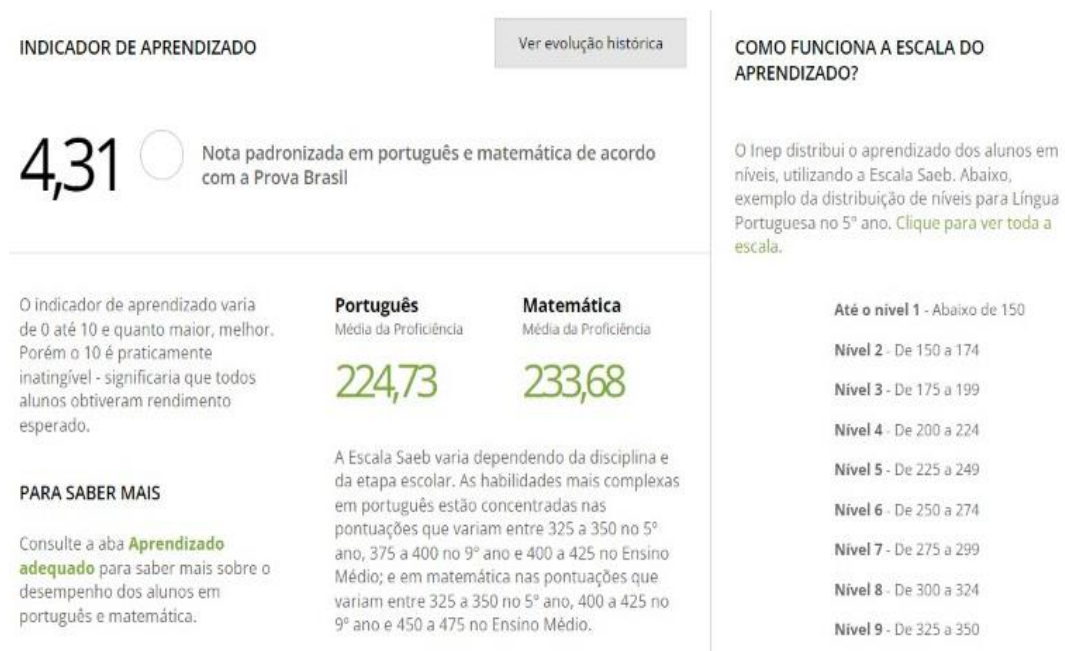 INDICADOR DE APRENDIZADO
Ver evolução histórica
4,31
Nota padronizada em português e matemática de acordo
com a Prova Brasil
O indicador de aprendizado varia
de 0 até 10 e quanto maior, melhor.
Porém o 10 é praticamente
inatingível - significaria que todos
alunos obtiveram rendimento
esperado.
PARA SABER MAIS
Consulte a aba Aprendizado
adequado para saber mais sobre o
desempenho dos alunos em
português e matemática.
Português
Média da Proficiência
224,73
Matemática
Média da Proficiência
233,68
A Escala Saeb varia dependendo da disciplina e
da etapa escolar. As habilidades mais complexas
em português estão concentradas nas
pontuações que variam entre 325 a 350 no 5º
ano, 375 a 400 no 9º ano e 400 a 425 no Ensino
Médio; e em matemática nas pontuações que
variam entre 325 a 350 no 5º ano, 400 a 425 no
9º ano e 450 a 475 no Ensino Médio.
COMO FUNCIONA A ESCALA DO
APRENDIZADO?
O Inep distribui o aprendizado dos alunos em
níveis, utilizando a Escala Saeb. Abaixo,
exemplo da distribuição de níveis para Língua
Portuguesa no 5º ano. Clique para ver toda a
escala.
Até o nível 1 - Abaixo de 150
Nível 2 - De 150 a 174
Nível 3 - De 175 a 199
Nível 4 - De 200 a 224
Nível 5 - De 225 a 249
Nível 6 - De 250 a 274
Nível 7 - De 275 a 299
Nível 8 - De 300 a 324
Nível 9 - De 325 a 350